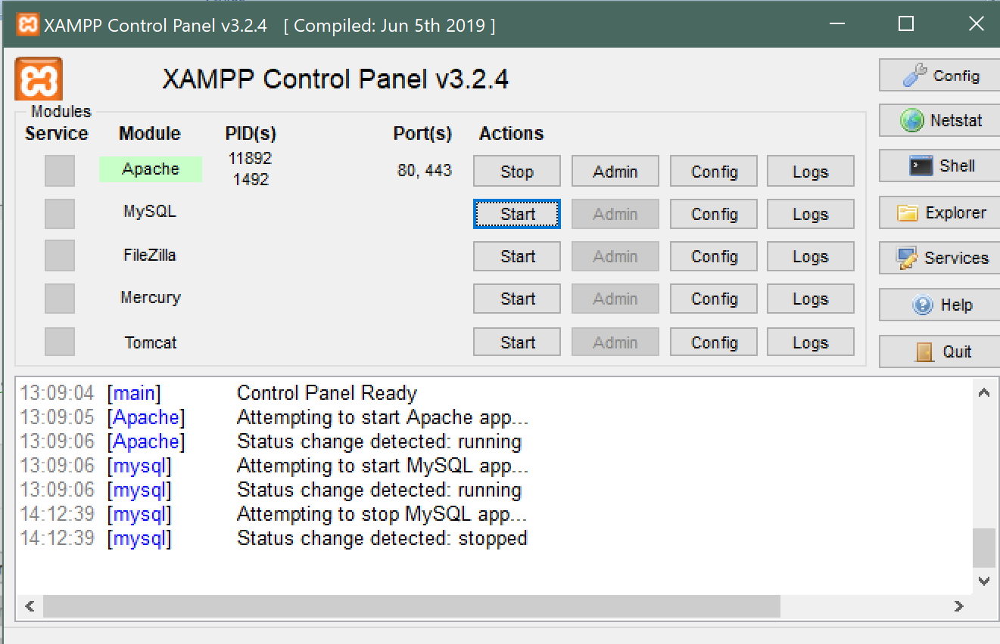 XAMPP Control Panel v3.2.4 [ Compiled: Jun 5th 2019 ]
XAMPP Control Panel v3.2.4
Config
Modules
Service Module PID(s) Port(s) Actions
Netstat
Apache 11892 1492 80, 443 Stop Admin Config Logs
Shell
MySQL Start Admin Config Logs
Explorer
FileZilla Start Admin Config Logs
Services
Mercury Start Admin Config Logs
Help
Tomcat Start Admin Config Logs
Quit
13:09:04 [main] Control Panel Ready
13:09:05 [Apache] Attempting to start Apache app...
13:09:06 [Apache] Status change detected: running
13:09:06 [mysql] Attempting to start MySQL app...
13:09:06 [mysql] Status change detected: running
14:12:39 [mysql] Attempting to stop MySQL app...
14:12:39 [mysql] Status change detected: stopped